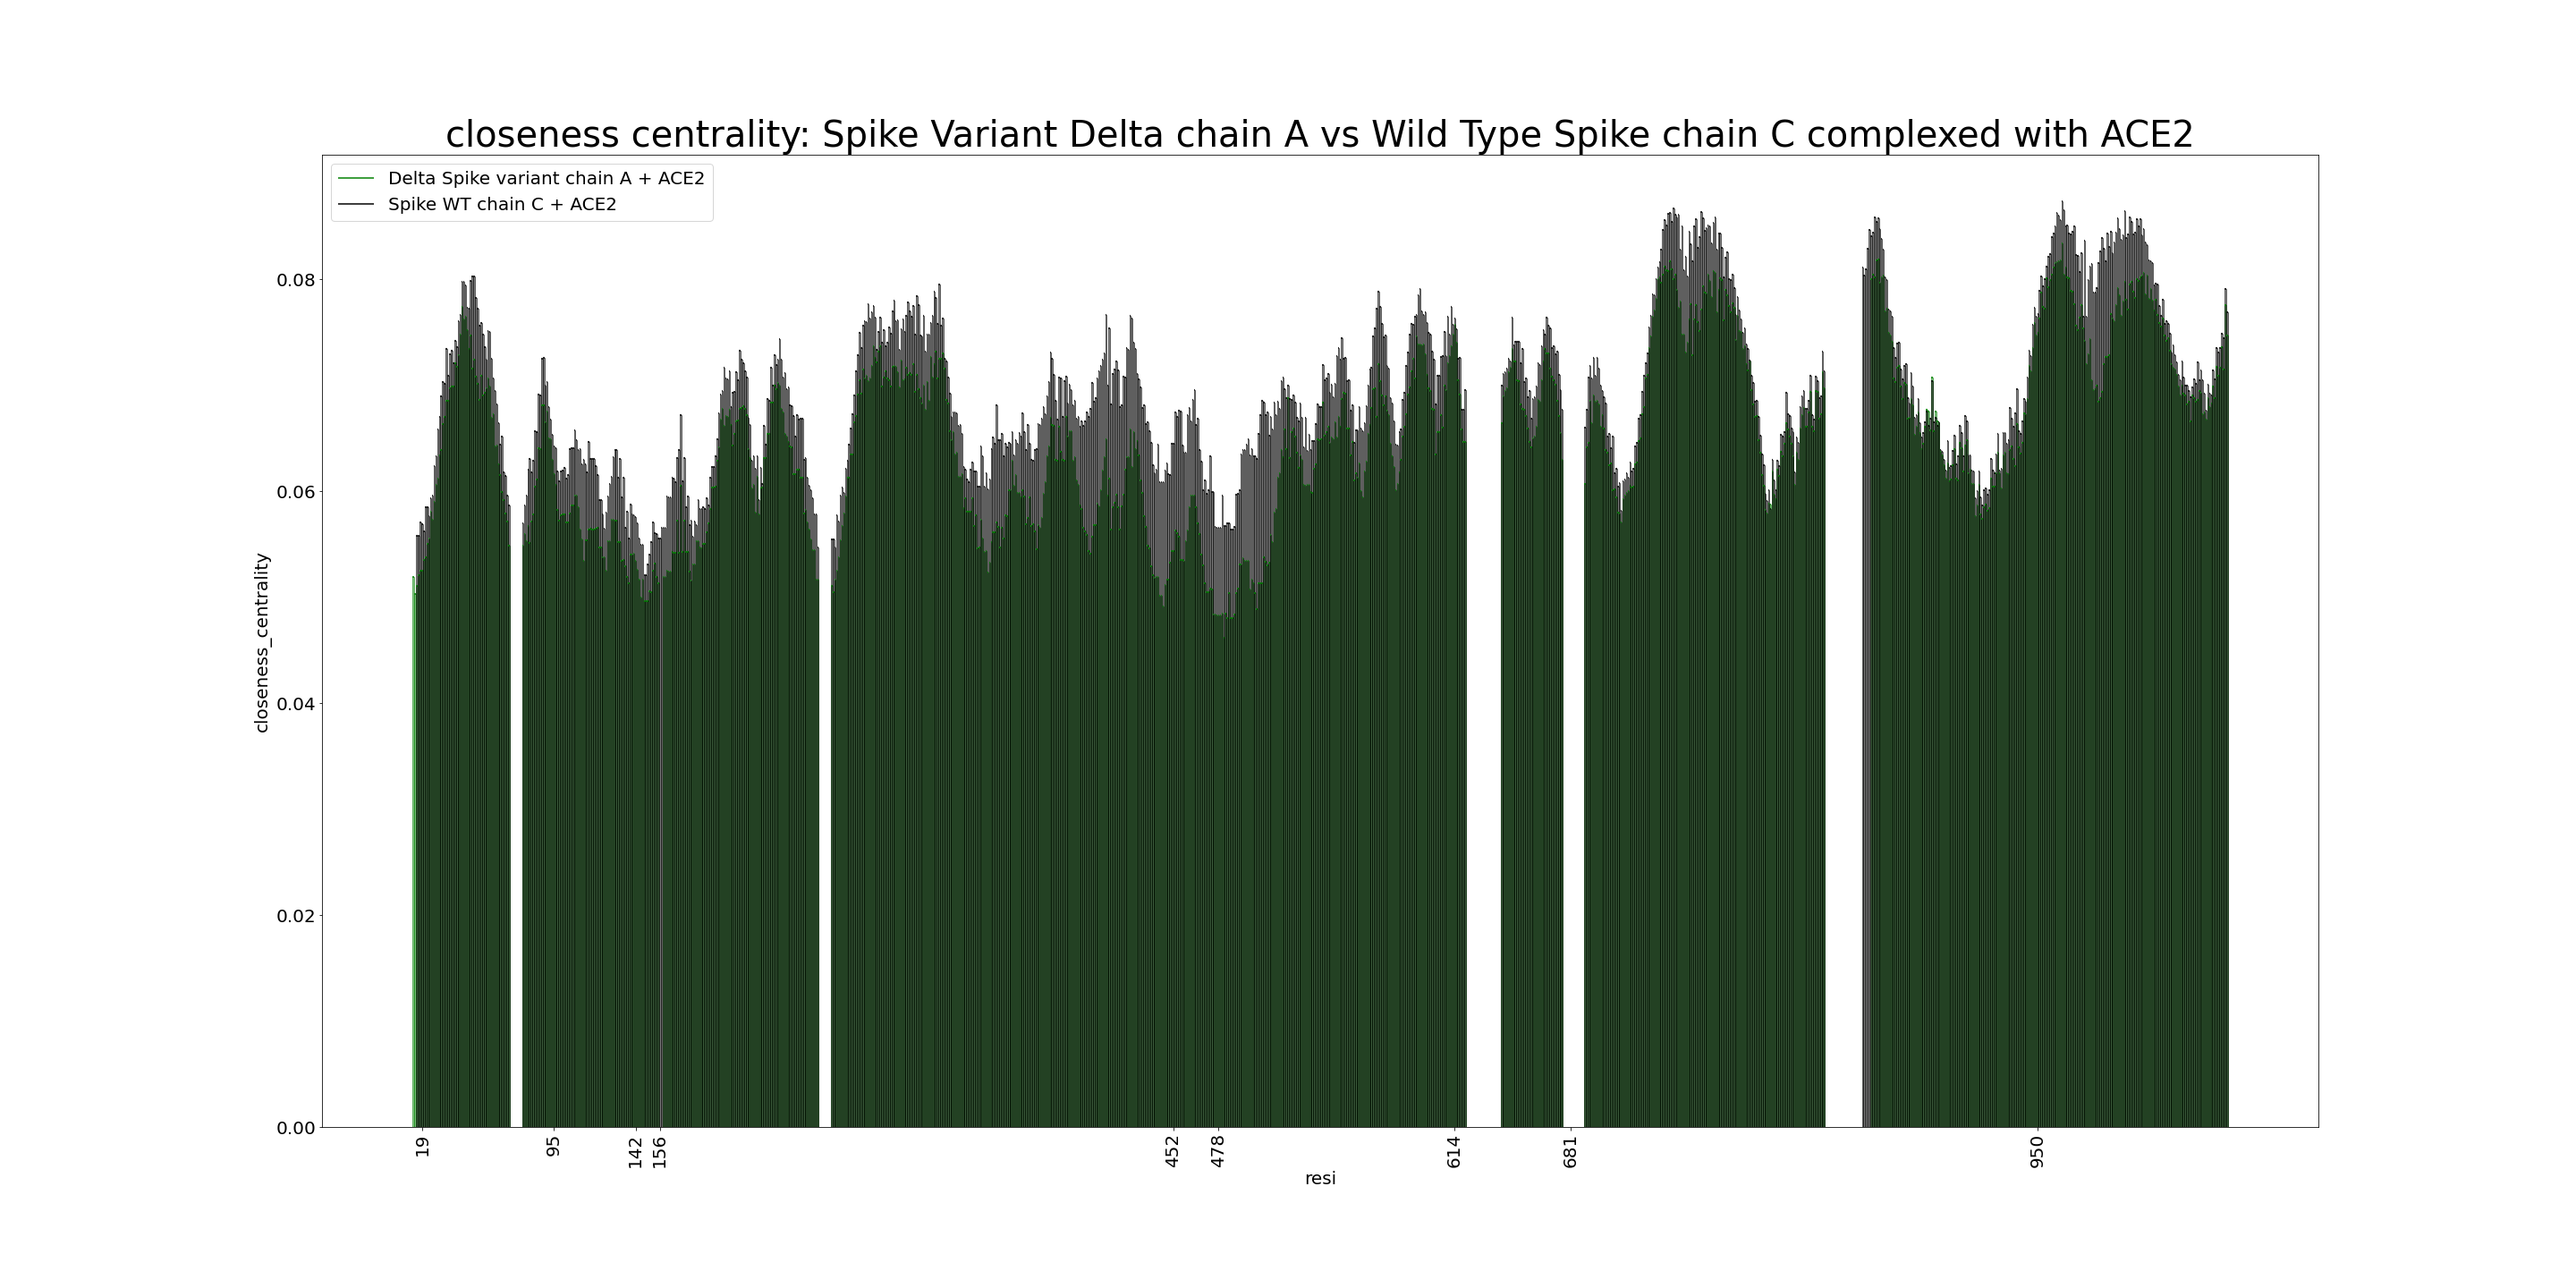 closeness centrality: Spike Variant Delta chain A vs Wild Type Spike chain C complexed with ACE2
Delta Spike variant chain A + ACE2
Spike WT chain C + ACE2
0.08
0.06
0.04
0.02
0.00
closeness_centrality
19
95
142
156
452
478
614
681
950
resi